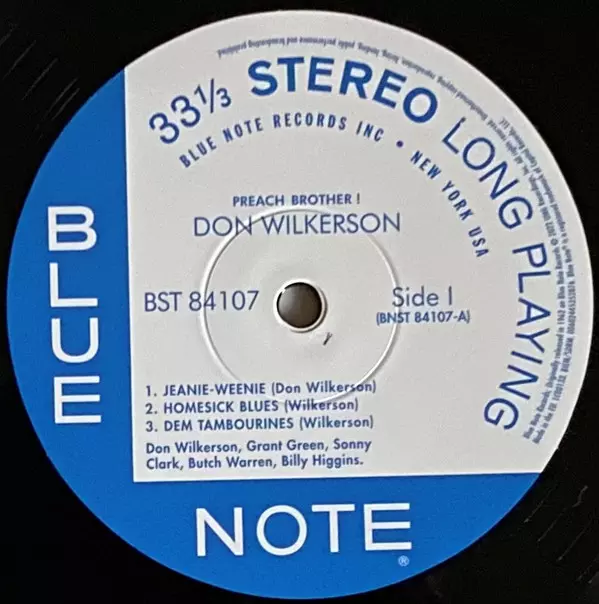 33⅓ STEREO LONG PLAYING
BLUE NOTE RECORDS INC • NEW YORK USA
PREACH BROTHER !
DON WILKERSON
BST 84107
Side I
(BNST 84107-A)
1. JEANIE-WEENIE (Don Wilkerson)
2. HOMESICK BLUES (Wilkerson)
3. DEM TAMBOURINES (Wilkerson)
Don Wilkerson, Grant Green, Sonny
Clark, Butch Warren, Billy Higgins.
BLUE
NOTE
®